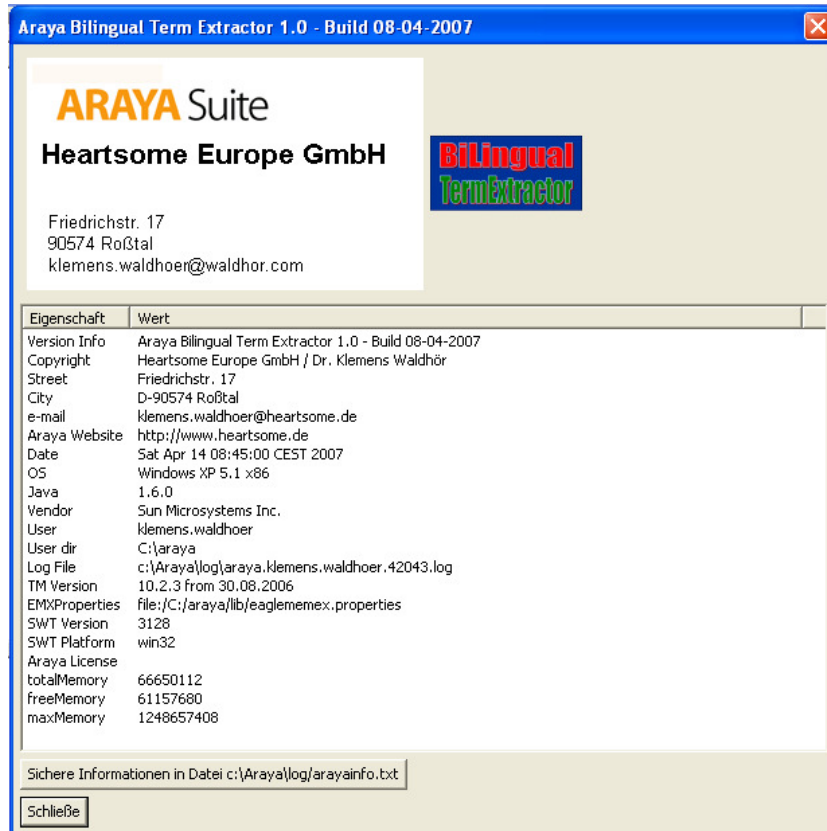 Araya Bilingual Term Extractor 1.0 - Build 08-04-2007
ARAYA Suite
Heartsome Europe GmbH
BiLingual
TermExtractor
Friedrichstr. 17
90574 Roßtal
klemens.waldhoer@waldhor.com
Eigenschaft Wert
Version Info Araya Bilingual Term Extractor 1.0 - Build 08-04-2007
Copyright Heartsome Europe GmbH / Dr. Klemens Waldhör
Street Friedrichstr. 17
City D-90574 Roßtal
e-mail klemens.waldhoer@heartsome.de
Araya Website http://www.heartsome.de
Date Sat Apr 14 08:45:00 CEST 2007
OS Windows XP 5.1 x86
Java 1.6.0
Vendor Sun Microsystems Inc.
User klemens.waldhoer
User dir C:\araya
Log File c:\Araya\log\araya.klemens.waldhoer.42043.log
TM Version 10.2.3 from 30.08.2006
EMXProperties file:/C:/araya/lib/eaglememex.properties
SWT Version 3128
SWT Platform win32
Araya License
totalMemory 66650112
freeMemory 61157680
maxMemory 1248657408
Sichere Informationen in Datei c:\Araya\log/arayainfo.txt
Schließe